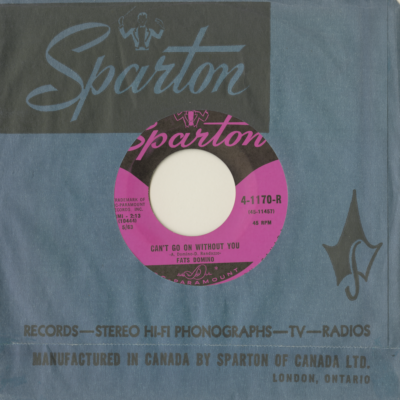 Sparton
Sparton
4-1170-R
45 RPM
CAN'T GO ON WITHOUT YOU
FATS DOMINO
PARAMOUNT
RECORDS—STEREO HI-FI PHONOGRAPHS—TV—RADIOS
MANUFACTURED IN CANADA BY SPARTON OF CANADA LTD.
LONDON, ONTARIO